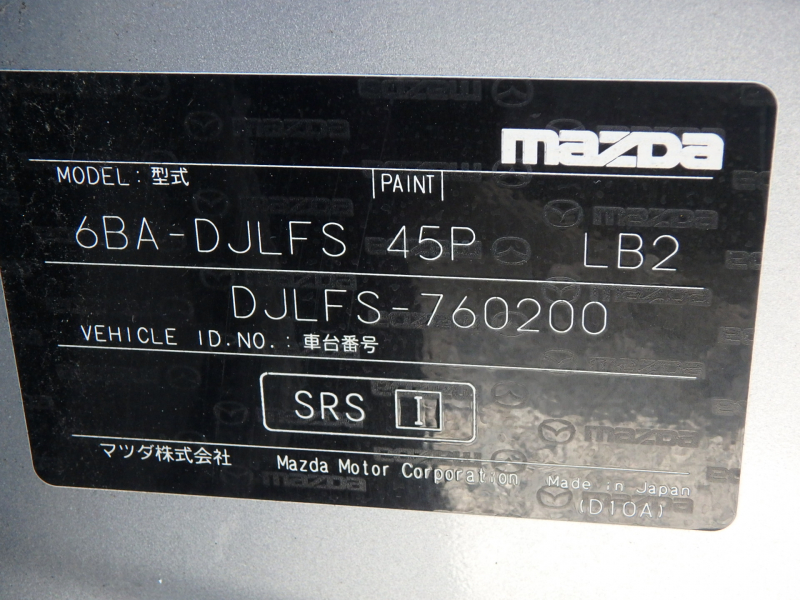 mazda
MODEL: 型式 PAINT
6BA-DJLFS 45P LB2
DJLFS-760200
VEHICLE ID.NO.: 車台番号
SRS I
マツダ株式会社 Mazda Motor Corporation Made in Japan
(D10A)